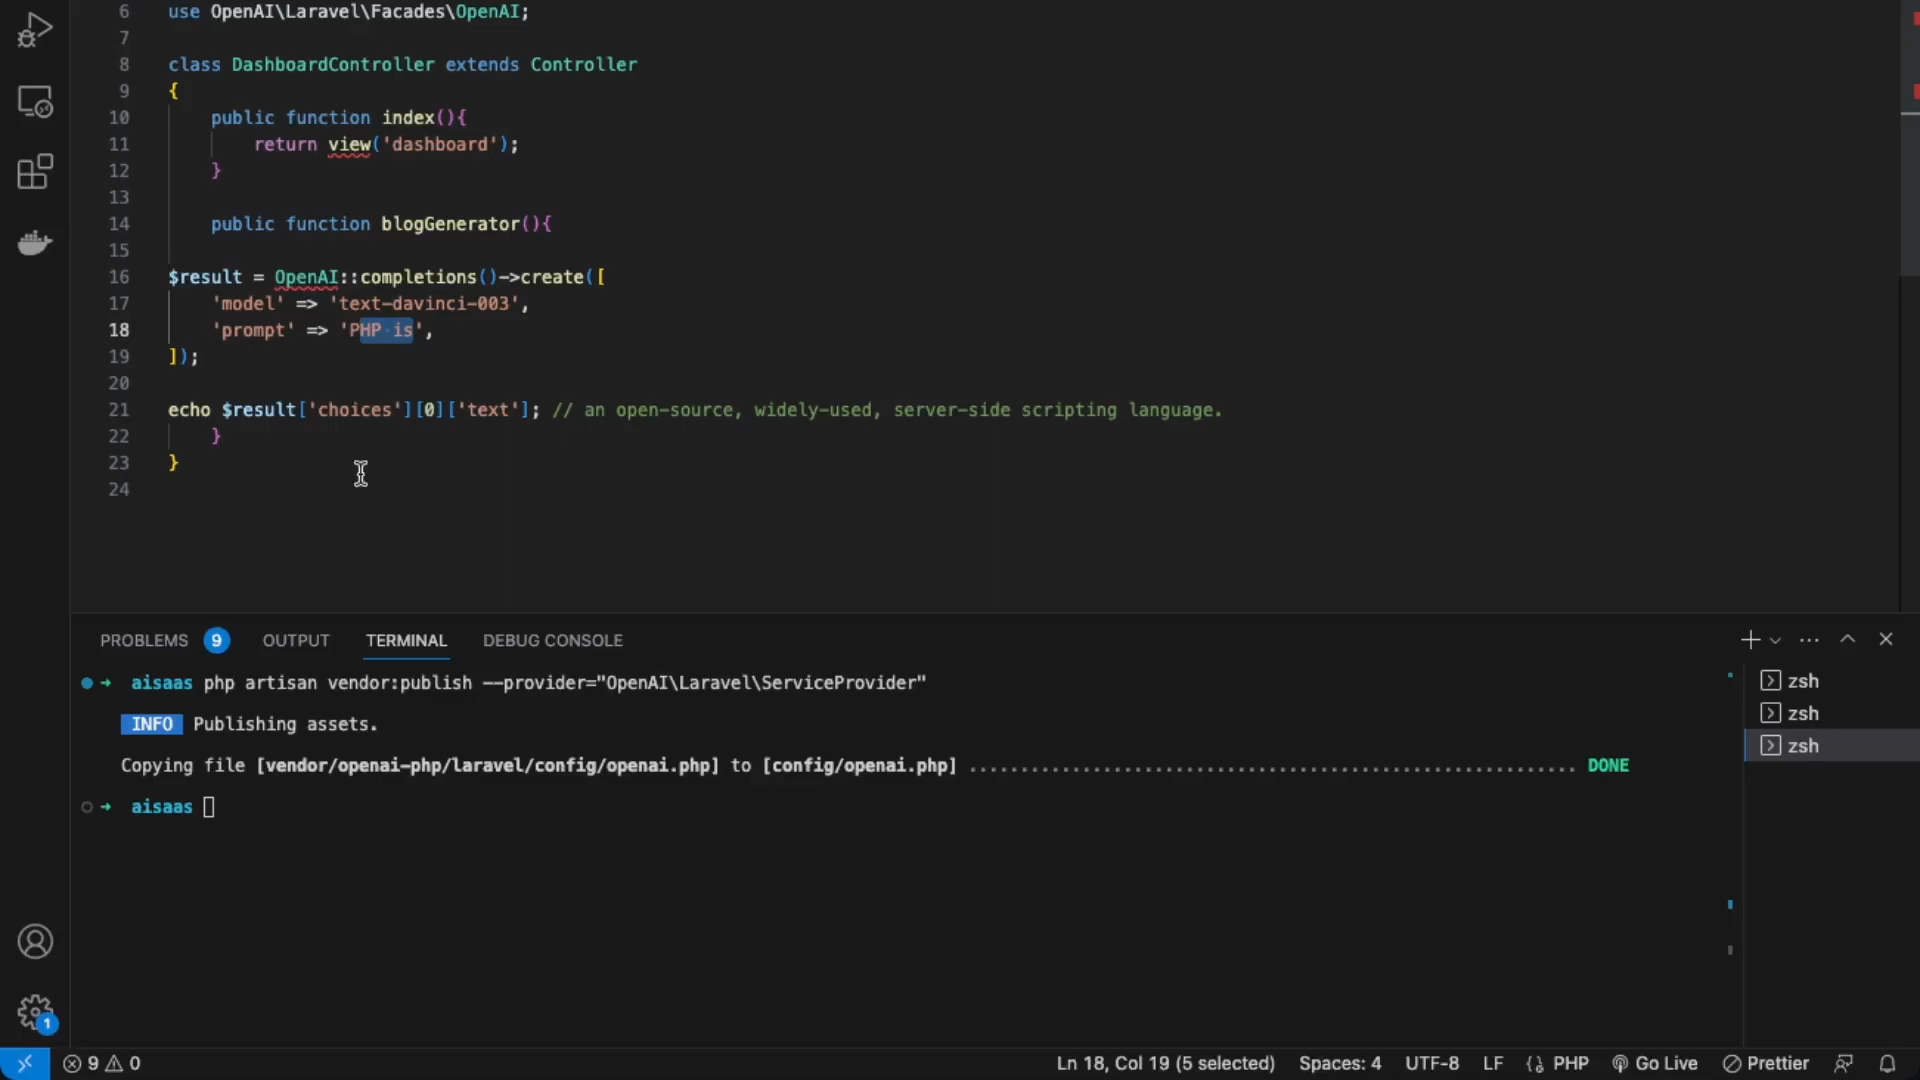 6 use OpenAI\Laravel\Facades\OpenAI;
7
8 class DashboardController extends Controller
9 {
10 public function index(){
11 return view('dashboard');
12 }
13
14 public function blogGenerator(){
15
16 $result = OpenAI::completions()->create([
17 'model' => 'text-davinci-003',
18 'prompt' => 'PHP is',
19 ]);
20
21 echo $result['choices'][0]['text']; // an open-source, widely-used, server-side scripting language.
22 }
23 }
24
PROBLEMS 9 OUTPUT TERMINAL DEBUG CONSOLE
aisaas php artisan vendor:publish --provider="OpenAI\Laravel\ServiceProvider"
zsh
INFO Publishing assets.
zsh
zsh
Copying file [vendor/openai-php/laravel/config/openai.php] to [config/openai.php] ........................................................... DONE
aisaas
1
9 0 Ln 18, Col 19 (5 selected) Spaces: 4 UTF-8 LF PHP Go Live Prettier